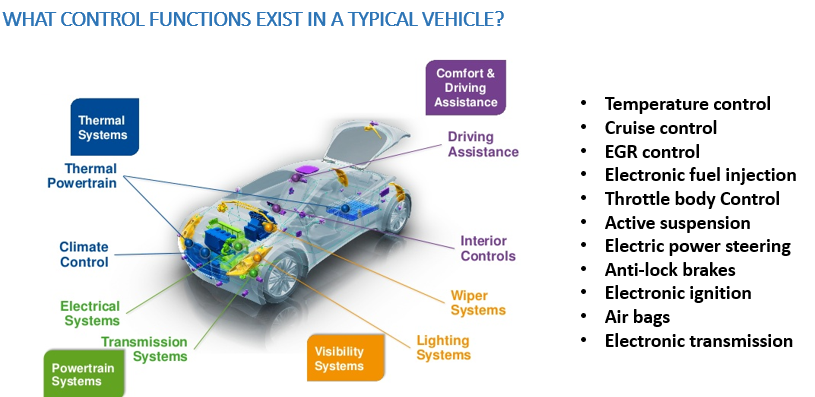 WHAT CONTROL FUNCTIONS EXIST IN A TYPICAL VEHICLE?
Comfort &
Driving
Assistance
Thermal
Systems
Driving
Assistance
Thermal
Powertrain
Climate
Control
Interior
Controls
Electrical
Systems
Wiper
Systems
Transmission
Systems
Lighting
Systems
Powertrain
Systems
Visibility
Systems
• Temperature control
• Cruise control
• EGR control
• Electronic fuel injection
• Throttle body Control
• Active suspension
• Electric power steering
• Anti-lock brakes
• Electronic ignition
• Air bags
• Electronic transmission